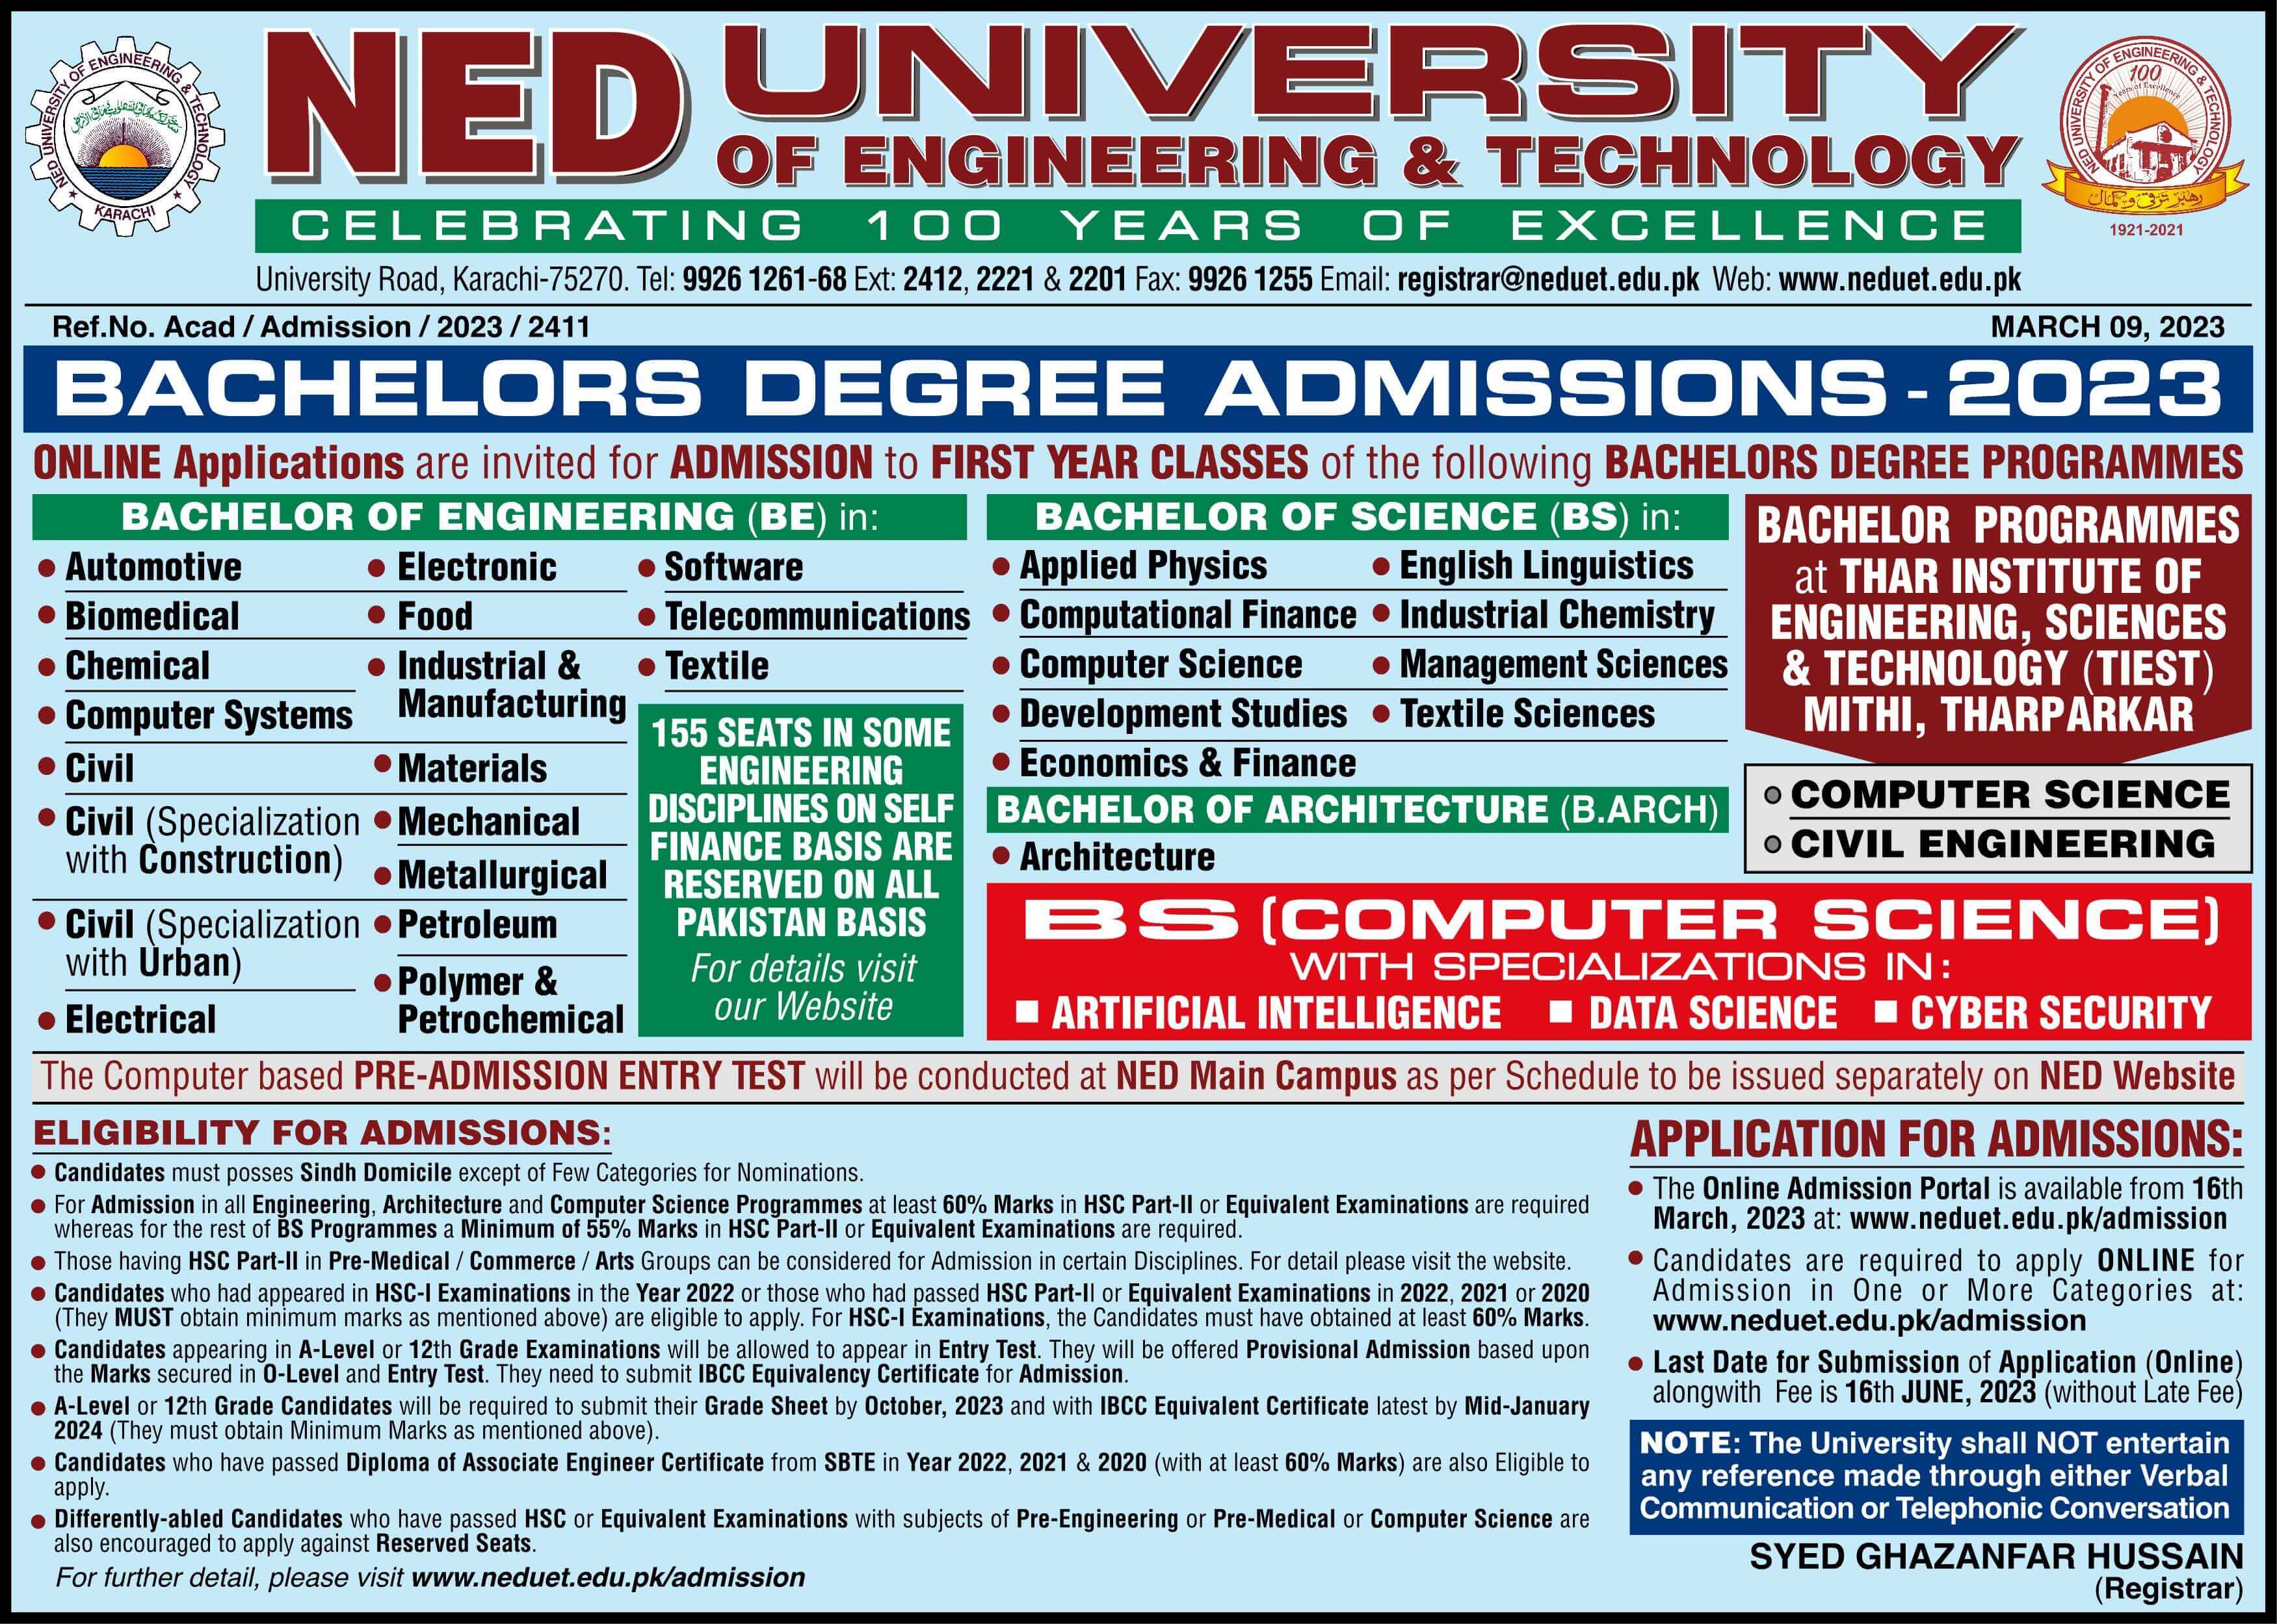 NED UNIVERSITY OF ENGINEERING & TECHNOLOGY
KARACHI
NED UNIVERSITY
OF ENGINEERING & TECHNOLOGY
CELEBRATING 100 YEARS OF EXCELLENCE
NED UNIVERSITY OF ENGINEERING & TECHNOLOGY
100
Years of Excellence
رهبر ترقی و کمال
1921-2021
University Road, Karachi-75270. Tel: 9926 1261-68 Ext: 2412, 2221 & 2201 Fax: 9926 1255 Email: registrar@neduet.edu.pk Web: www.neduet.edu.pk
Ref.No. Acad / Admission / 2023 / 2411
MARCH 09, 2023
BACHELORS DEGREE ADMISSIONS - 2023
ONLINE Applications are invited for ADMISSION to FIRST YEAR CLASSES of the following BACHELORS DEGREE PROGRAMMES
BACHELOR OF ENGINEERING (BE) in:
• Automotive
• Biomedical
• Chemical
• Computer Systems
• Civil
• Civil (Specialization
with Construction)
• Civil (Specialization
with Urban)
• Electrical
• Electronic
• Food
• Industrial &
Manufacturing
• Materials
• Mechanical
• Metallurgical
• Petroleum
• Polymer &
Petrochemical
• Software
• Telecommunications
• Textile
155 SEATS IN SOME
ENGINEERING
DISCIPLINES ON SELF
FINANCE BASIS ARE
RESERVED ON ALL
PAKISTAN BASIS
For details visit
our Website
BACHELOR OF SCIENCE (BS) in:
• Applied Physics
• Computational Finance
• Computer Science
• Development Studies
• Economics & Finance
• English Linguistics
• Industrial Chemistry
• Management Sciences
• Textile Sciences
BACHELOR OF ARCHITECTURE (B.ARCH)
• Architecture
BACHELOR PROGRAMMES
at THAR INSTITUTE OF
ENGINEERING, SCIENCES
& TECHNOLOGY (TIEST)
MITHI, THARPARKAR
• COMPUTER SCIENCE
• CIVIL ENGINEERING
BS (COMPUTER SCIENCE)
WITH SPECIALIZATIONS IN:
■ ARTIFICIAL INTELLIGENCE ■ DATA SCIENCE ■ CYBER SECURITY
The Computer based PRE-ADMISSION ENTRY TEST will be conducted at NED Main Campus as per Schedule to be issued separately on NED Website
ELIGIBILITY FOR ADMISSIONS:
• Candidates must posses Sindh Domicile except of Few Categories for Nominations.
• For Admission in all Engineering, Architecture and Computer Science Programmes at least 60% Marks in HSC Part-II or Equivalent Examinations are required
whereas for the rest of BS Programmes a Minimum of 55% Marks in HSC Part-II or Equivalent Examinations are required.
• Those having HSC Part-II in Pre-Medical / Commerce / Arts Groups can be considered for Admission in certain Disciplines. For detail please visit the website.
• Candidates who had appeared in HSC-I Examinations in the Year 2022 or those who had passed HSC Part-II or Equivalent Examinations in 2022, 2021 or 2020
(They MUST obtain minimum marks as mentioned above) are eligible to apply. For HSC-I Examinations, the Candidates must have obtained at least 60% Marks.
• Candidates appearing in A-Level or 12th Grade Examinations will be allowed to appear in Entry Test. They will be offered Provisional Admission based upon
the Marks secured in O-Level and Entry Test. They need to submit IBCC Equivalency Certificate for Admission.
• A-Level or 12th Grade Candidates will be required to submit their Grade Sheet by October, 2023 and with IBCC Equivalent Certificate latest by Mid-January
2024 (They must obtain Minimum Marks as mentioned above).
• Candidates who have passed Diploma of Associate Engineer Certificate from SBTE in Year 2022, 2021 & 2020 (with at least 60% Marks) are also Eligible to
apply.
• Differently-abled Candidates who have passed HSC or Equivalent Examinations with subjects of Pre-Engineering or Pre-Medical or Computer Science are
also encouraged to apply against Reserved Seats.
For further detail, please visit www.neduet.edu.pk/admission
APPLICATION FOR ADMISSIONS:
• The Online Admission Portal is available from 16th
March, 2023 at: www.neduet.edu.pk/admission
• Candidates are required to apply ONLINE for
Admission in One or More Categories at:
www.neduet.edu.pk/admission
• Last Date for Submission of Application (Online)
alongwith Fee is 16th JUNE, 2023 (without Late Fee)
NOTE: The University shall NOT entertain
any reference made through either Verbal
Communication or Telephonic Conversation
SYED GHAZANFAR HUSSAIN
(Registrar)